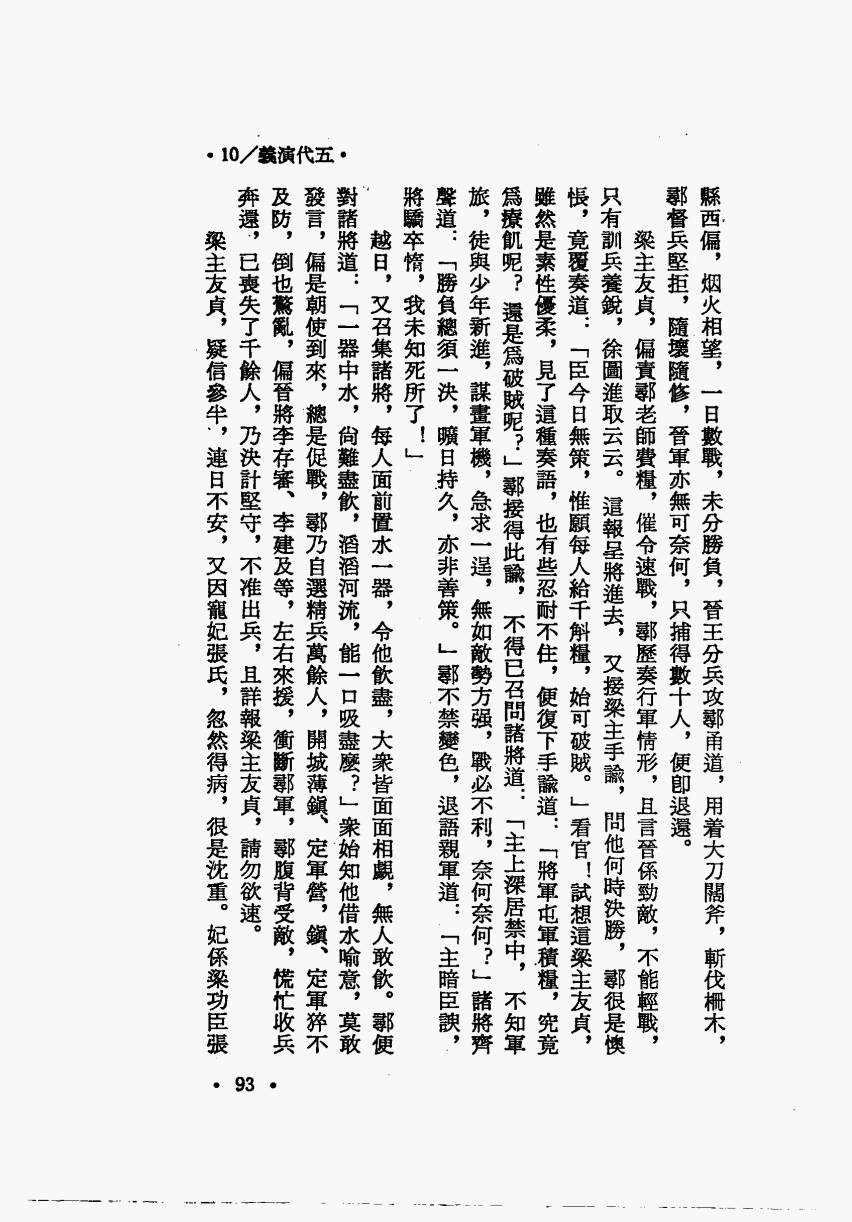 •10/義演代五•
縣西偏，烟火相望，一日數戰，未分勝負，晉王分兵攻鄩甬道，用着大刀闊斧，斬伐柵木，
鄩督兵堅拒，隨壞隨修，晉軍亦無可奈何，只捕得數十人，便卽退還。
梁主友貞，偏責鄩老師費糧，催令速戰，鄩歷奏行軍情形，且言晉係勁敵，不能輕戰，
只有訓兵養銳，徐圖進取云云。這報呈將進去，又接梁主手諭，問他何時決勝，鄩很是懊
悵，竟覆奏道：「臣今日無策，惟願每人給千斛糧，始可破賊。」看官！試想這梁主友貞，
雖然是素性優柔，見了這種奏語，也有些忍耐不住，便復下手諭道：「將軍屯軍積糧，究竟
爲療飢呢？還是爲破賊呢？」鄩接得此諭，不得已召問諸將道：「主上深居禁中，不知軍
旅，徒與少年新進，謀畫軍機，急求一逞，無如敵勢方强，戰必不利，奈何奈何？」諸將齊
聲道：「勝負總須一決，曠日持久，亦非善策。」鄩不禁變色，退語親軍道：「主暗臣諛，
將驕卒惰，我未知死所了！」
越日，又召集諸將，每人面前置水一器，令他飮盡，大衆皆面面相覷，無人敢飮。鄩便
對諸將道：「一器中水，尙難盡飮，滔滔河流，能一口吸盡麼？」衆始知他借水喻意，莫敢
發言，偏是朝使到來，總是促戰，鄩乃自選精兵萬餘人，開城薄鎭、定軍營，鎭、定軍猝不
及防，倒也驚亂，偏晉將李存審、李建及等，左右來援，衝斷鄩軍，鄩腹背受敵，慌忙收兵
奔還，已喪失了千餘人，乃決計堅守，不准出兵，且詳報梁主友貞，請勿欲速。
梁主友貞，疑信參半，連日不安，又因寵妃張氏，忽然得病，很是沈重。妃係梁功臣張
• 93 •